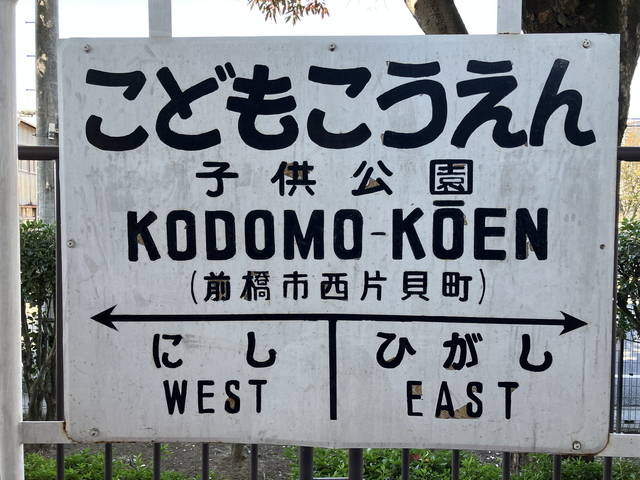 こどもこうえん
子供公園
KODOMO-KŌEN
(前橋市西片貝町)
にし ひがし
WEST EAST